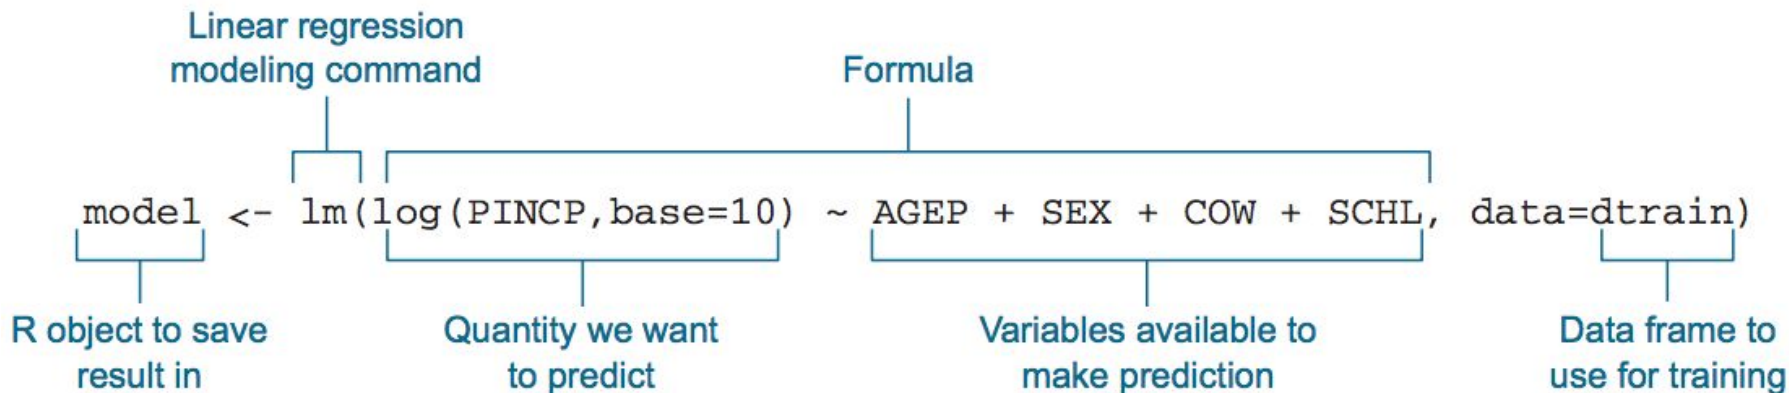 Linear regression
modeling command
Formula
model <- lm(log(PINCP,base=10) ~ AGEP + SEX + COW + SCHL, data=dtrain)
R object to save
result in
Quantity we want
to predict
Variables available to
make prediction
Data frame to
use for training